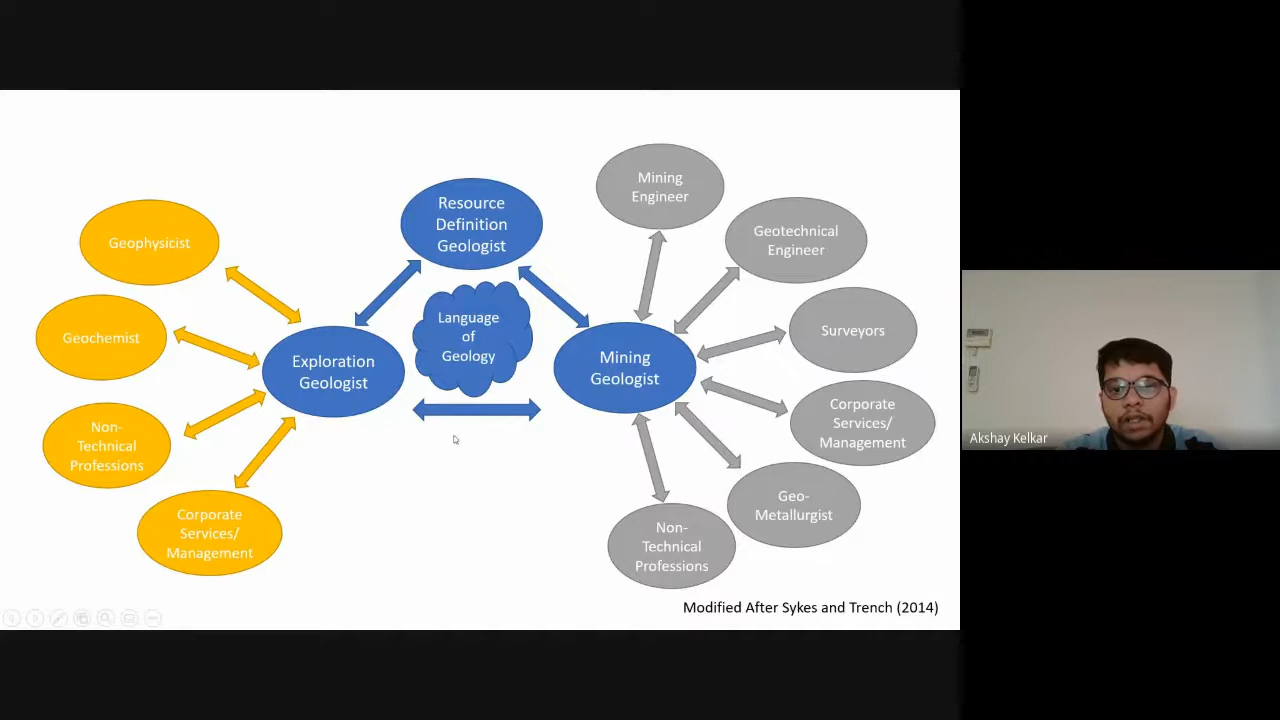 Geophysicist
Geochemist
Non-
Technical
Professions
Corporate
Services/
Management
Exploration
Geologist
Resource
Definition
Geologist
Language
of
Geology
Mining
Geologist
Mining
Engineer
Geotechnical
Engineer
Surveyors
Corporate
Services/
Management
Geo-
Metallurgist
Non-
Technical
Professions
Modified After Sykes and Trench (2014)
Akshay Kelkar